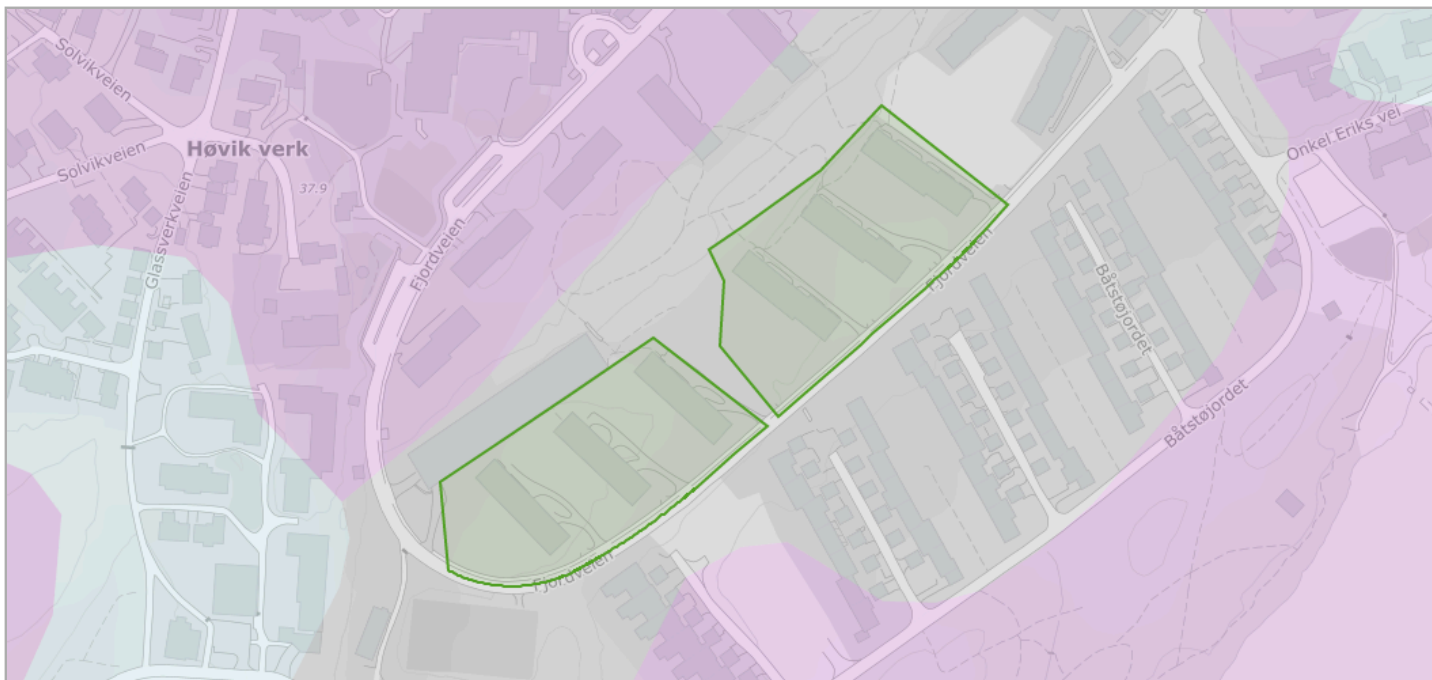 Solvikveien
Høvik verk
Solvikveien
37.9
Onkel Eriks vei
Glassverkveien
Fjordveien
Fjordveien
Båtstøjordet
Båtstøjordet
Fjordveien